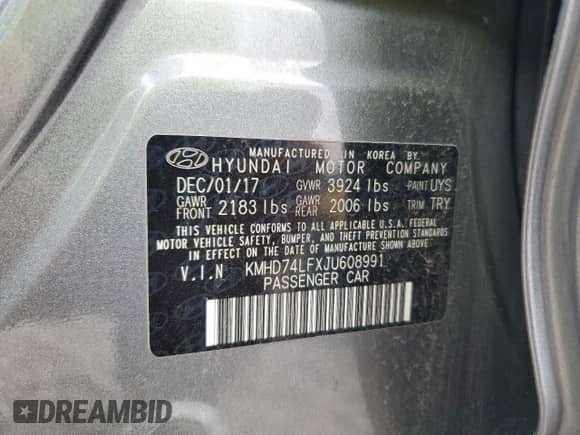 MANUFACTURED IN KOREA BY
HYUNDAI MOTOR COMPANY
DEC/01/17 GVWR 3924 lbs PAINT UYS
GAWR FRONT 2183 lbs GAWR REAR 2006 lbs TRIM TRY
THIS VEHICLE CONFORMS TO ALL APPLICABLE U.S.A. FEDERAL
MOTOR VEHICLE SAFETY, BUMPER, AND THEFT PREVENTION STANDARDS
IN EFFECT ON THE DATE OF MANUFACTURE SHOWN ABOVE.
V.I.N KMHD74LFXJU608991
PASSENGER CAR
DREAMBID